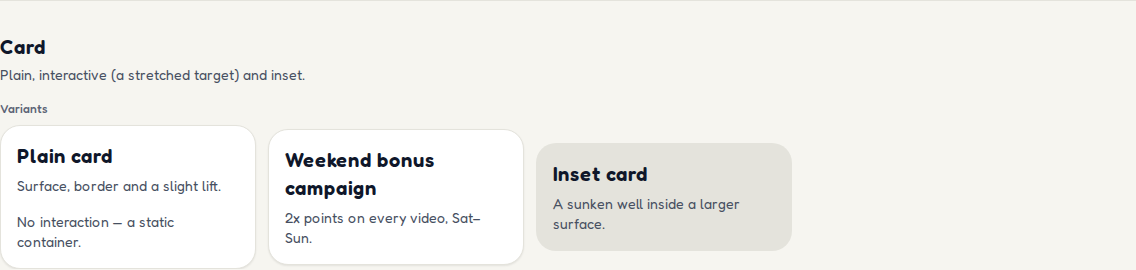 Card
Plain, interactive (a stretched target) and inset.
Variants
Plain card
Surface, border and a slight lift.
No interaction — a static
container.
Weekend bonus
campaign
2x points on every video, Sat–
Sun.
Inset card
A sunken well inside a larger
surface.